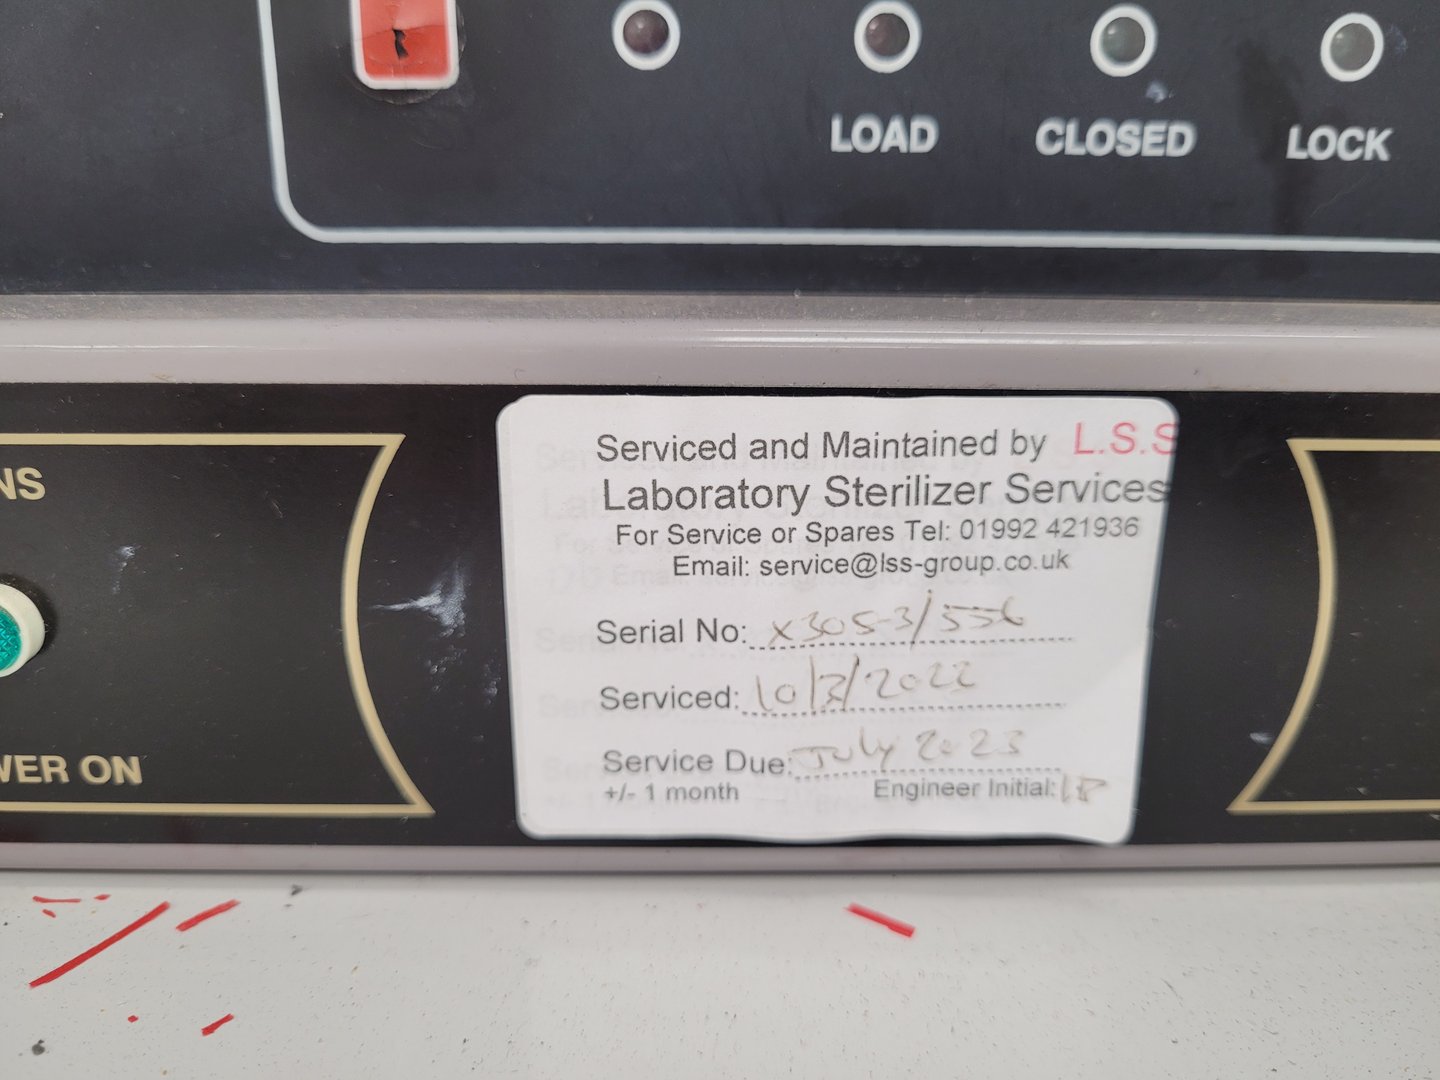 LOAD CLOSED LOCK
NS
WER ON
Serviced and Maintained by L.S.S
Laboratory Sterilizer Services
For Service or Spares Tel: 01992 421936
Email: service@lss-group.co.uk
Serial No: X305-3/556
Serviced: 10/3/2022
Service Due: July 2023
+/- 1 month Engineer Initial: